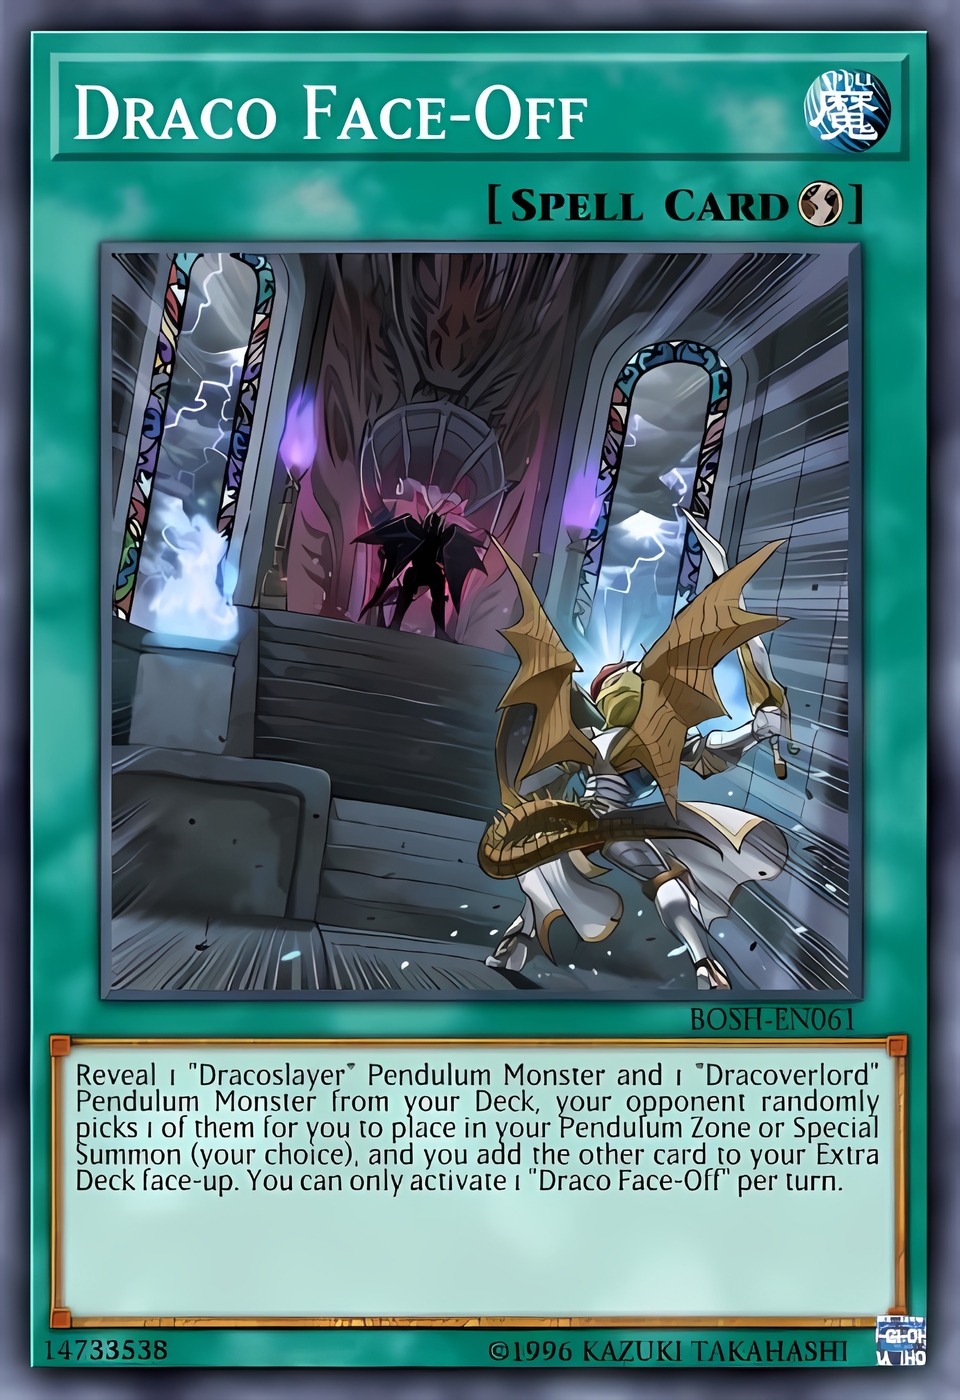 DRACO FACE-OFF
魔
[SPELL CARD]
BOSH-EN061
Reveal 1 "Dracoslayer" Pendulum Monster and 1 "Dracoverlord"
Pendulum Monster from your Deck, your opponent randomly
picks 1 of them for you to place in your Pendulum Zone or Special
Summon (your choice), and you add the other card to your Extra
Deck face-up. You can only activate 1 "Draco Face-Off" per turn.
14733538
©1996 KAZUKI TAKAHASHI